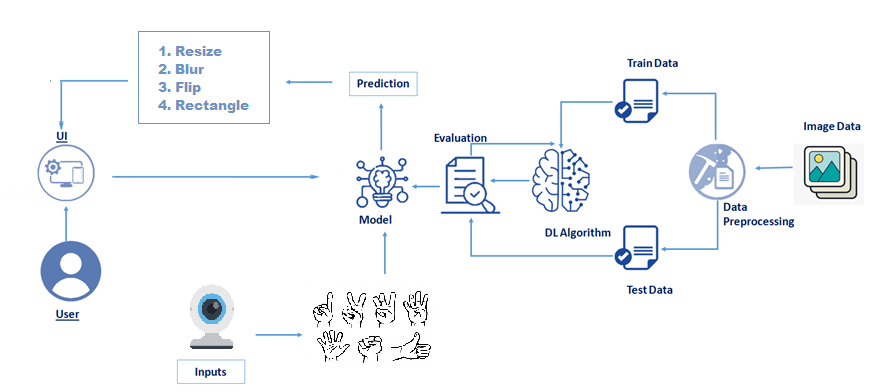 1. Resize
2. Blur
3. Flip
4. Rectangle
Prediction
Train Data
Image Data
UI
Evaluation
Model
DL Algorithm
Data
Preprocessing
Test Data
User
Inputs